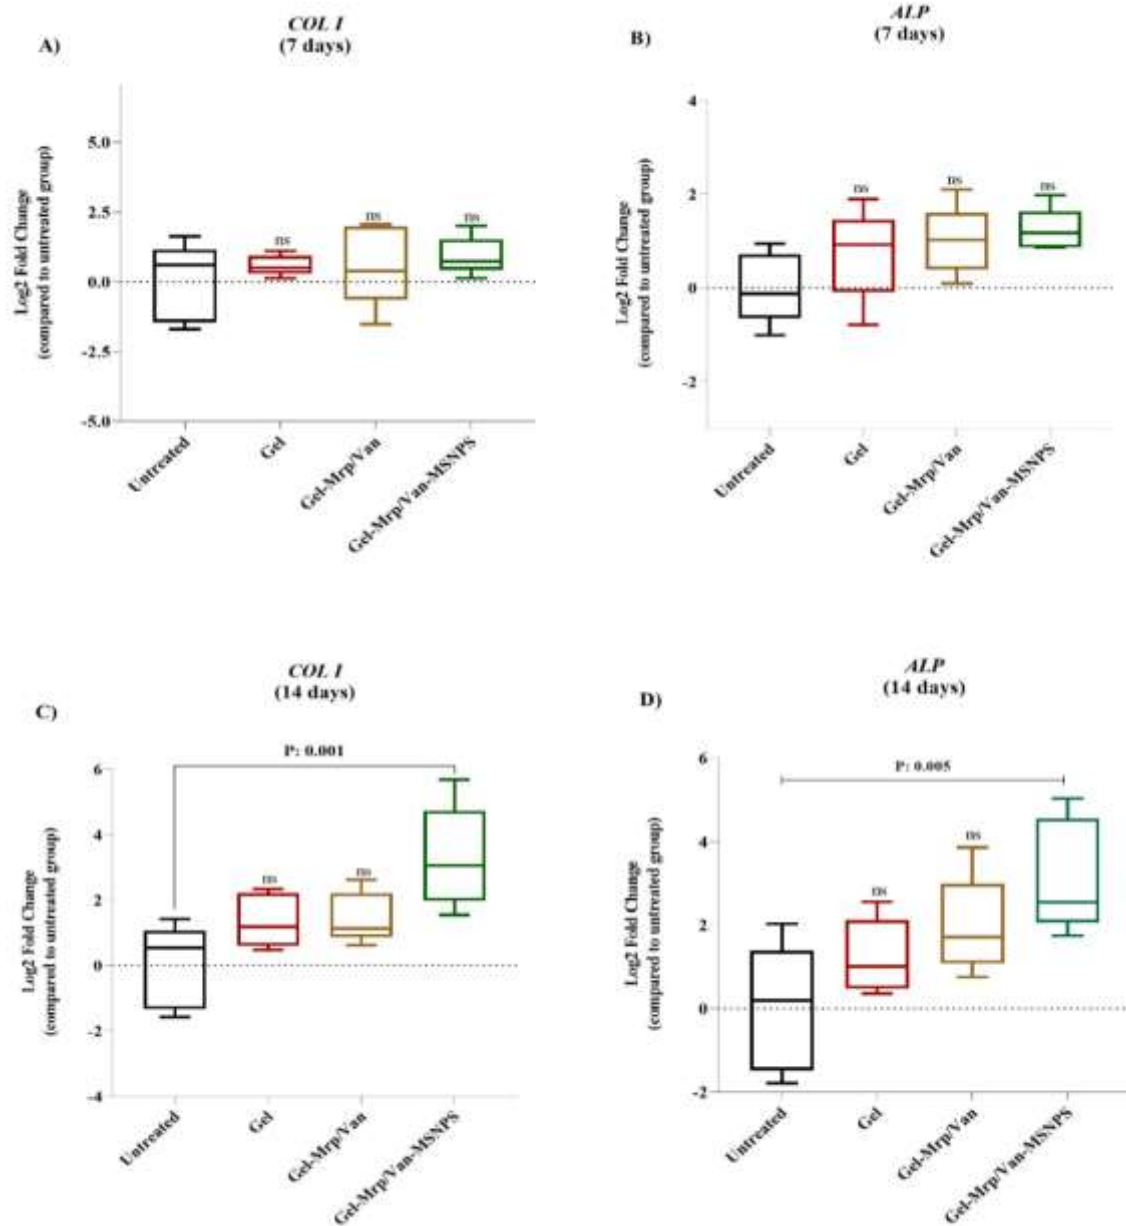 A)
COL I
(7 days)
Log2 Fold Change
(compared to untreated group)
5.0
2.5
0.0
-2.5
-5.0
ns
ns
ns
Untreated
Gel
Gel-Mrp/Van
Gel-Mrp/Van-MSNPS
B)
ALP
(7 days)
Log2 Fold Change
(compared to untreated group)
4
2
0
-2
ns
ns
ns
Untreated
Gel
Gel-Mrp/Van
Gel-Mrp/Van-MSNPS
C)
COL I
(14 days)
P: 0.001
Log2 Fold Change
(compared to untreated group)
6
4
2
0
-2
-4
ns
ns
Untreated
Gel
Gel-Mrp/Van
Gel-Mrp/Van-MSNPS
D)
ALP
(14 days)
P: 0.005
Log2 Fold Change
(compared to untreated group)
6
4
2
0
-2
ns
ns
Untreated
Gel
Gel-Mrp/Van
Gel-Mrp/Van-MSNPS